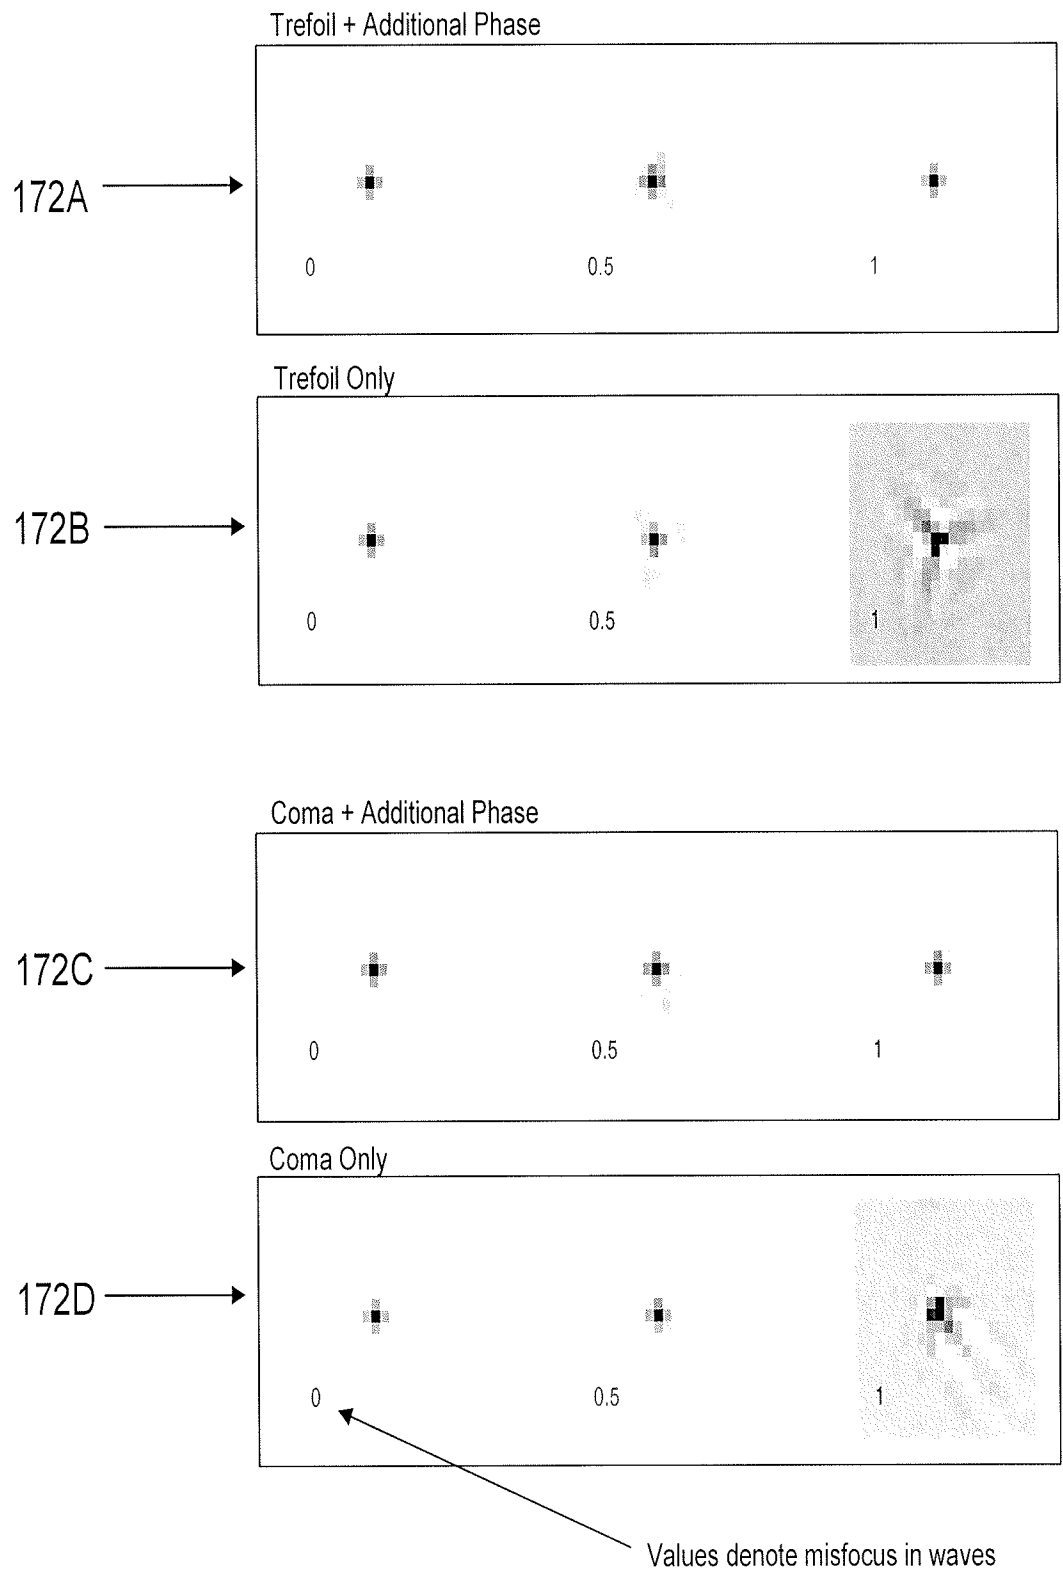 Trefoil + Additional Phase
172A
0 0.5 1
Trefoil Only
172B
0 0.5 1
Coma + Additional Phase
172C
0 0.5 1
Coma Only
172D
0 0.5 1
Values denote misfocus in waves